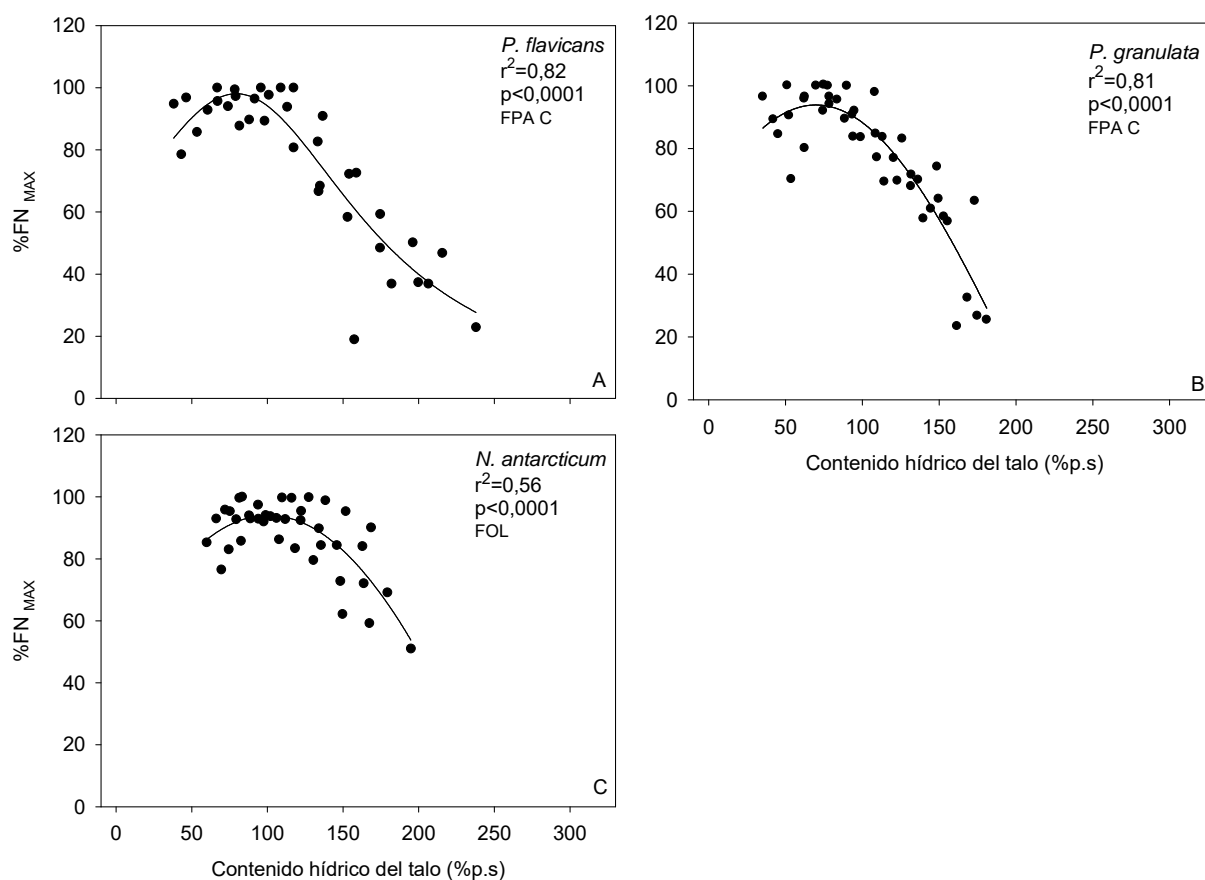 120
100
80
60
40
20
0
%FN MAX
P. flavicans
r²=0,82
p<0,0001
FPA C
A
120
100
80
60
40
20
0
P. granulata
r²=0,81
p<0,0001
FPA C
B
0 50 100 150 200 250 300
Contenido hídrico del talo (%p.s)
120
100
80
60
40
20
0
%FN MAX
N. antarcticum
r²=0,56
p<0,0001
FOL
C
0 50 100 150 200 250 300
Contenido hídrico del talo (%p.s)